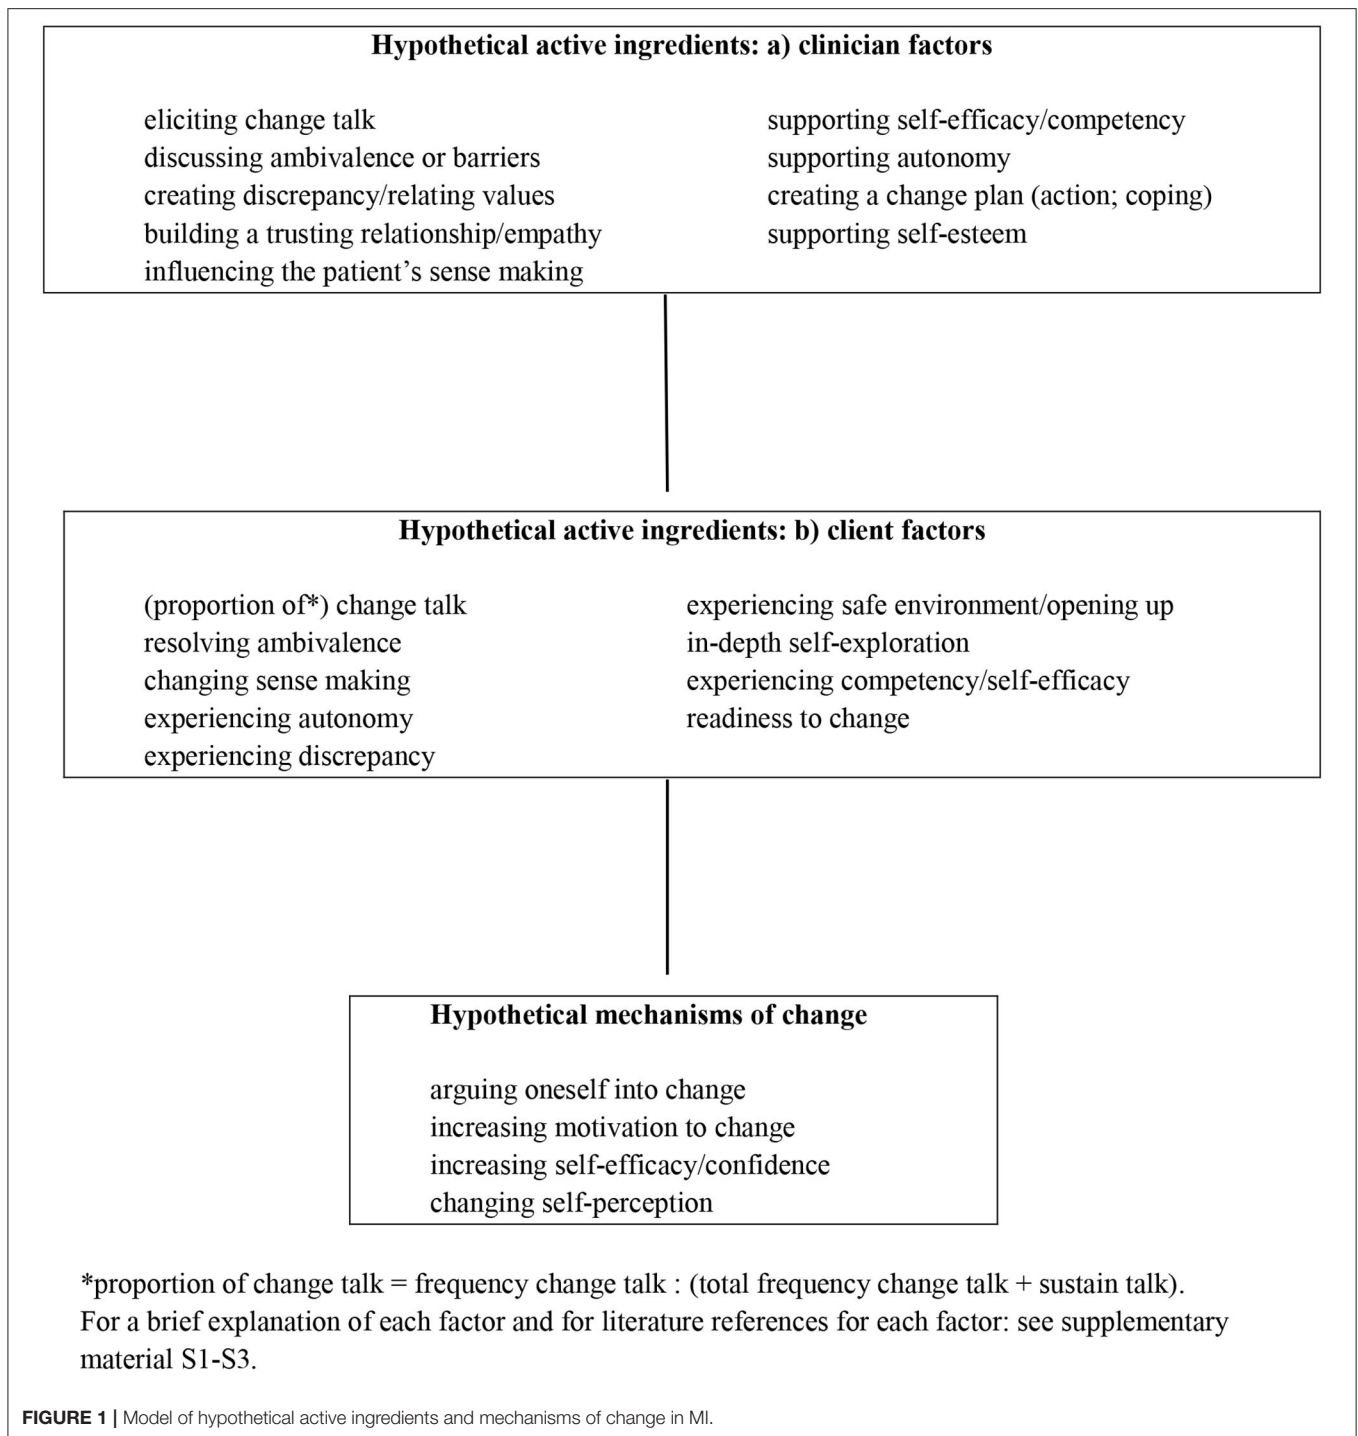 Hypothetical active ingredients: a) clinician factors
eliciting change talk
discussing ambivalence or barriers
creating discrepancy/relating values
building a trusting relationship/empathy
influencing the patient’s sense making
supporting self-efficacy/competency
supporting autonomy
creating a change plan (action; coping)
supporting self-esteem
Hypothetical active ingredients: b) client factors
(proportion of*) change talk
resolving ambivalence
changing sense making
experiencing autonomy
experiencing discrepancy
experiencing safe environment/opening up
in-depth self-exploration
experiencing competency/self-efficacy
readiness to change
Hypothetical mechanisms of change
arguing oneself into change
increasing motivation to change
increasing self-efficacy/confidence
changing self-perception
*proportion of change talk = frequency change talk : (total frequency change talk + sustain talk).
For a brief explanation of each factor and for literature references for each factor: see supplementary
material S1-S3.
FIGURE 1 | Model of hypothetical active ingredients and mechanisms of change in MI.